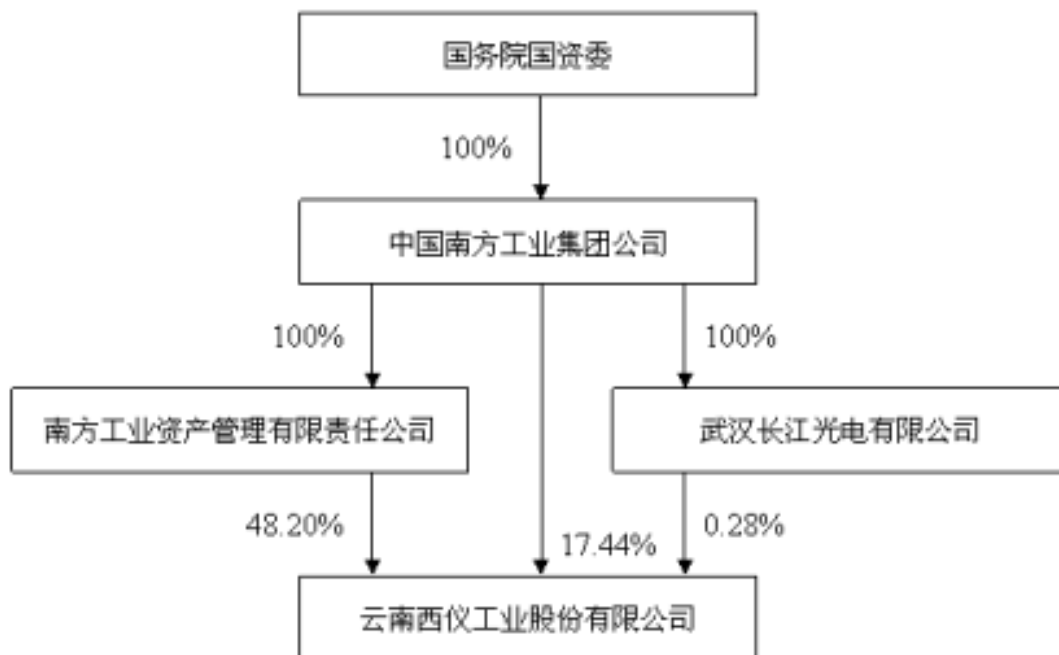 国务院国资委
100%
中国南方工业集团公司
100%
100%
南方工业资产管理有限责任公司
武汉长江光电有限公司
48.20%
17.44%
0.28%
云南西仪工业股份有限公司